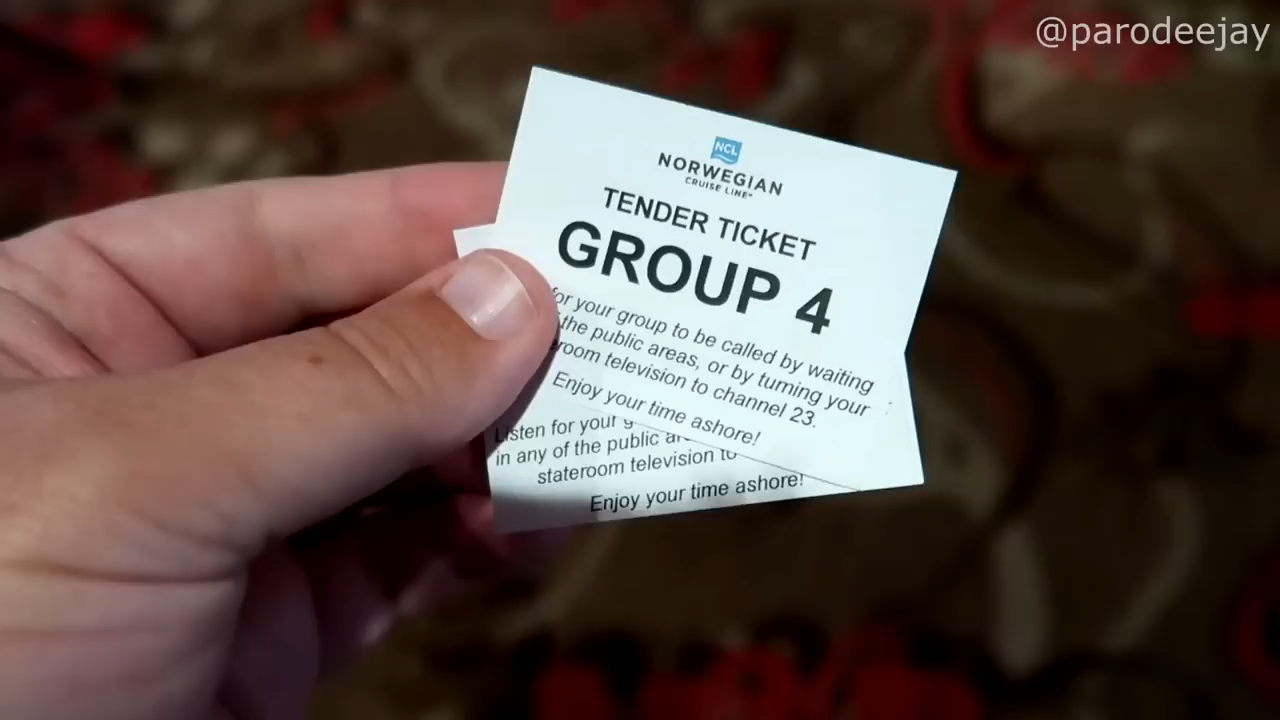 @parodeejay
NCL
NORWEGIAN
CRUISE LINE
TENDER TICKET
GROUP 4
for your group to be called by waiting
the public areas, or by turning your
room television to channel 23.
Enjoy your time ashore!
Listen for your
in any of the public
stateroom television to
Enjoy your time ashore!